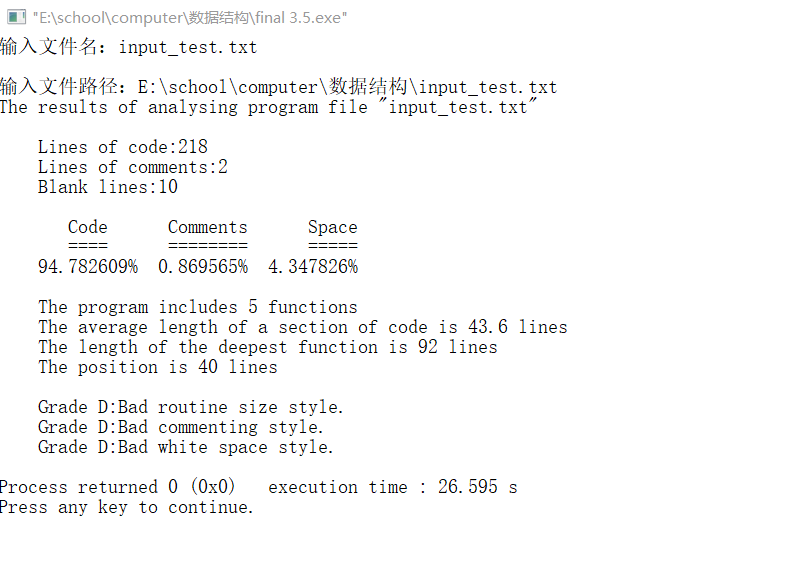 "E:\school\computer\数据结构\final 3.5.exe"
输入文件名：input_test.txt
输入文件路径：E:\school\computer\数据结构\input_test.txt
The results of analysing program file "input_test.txt"
Lines of code:218
Lines of comments:2
Blank lines:10
Code Comments Space
==== ======== =====
94.782609% 0.869565% 4.347826%
The program includes 5 functions
The average length of a section of code is 43.6 lines
The length of the deepest function is 92 lines
The position is 40 lines
Grade D:Bad routine size style.
Grade D:Bad commenting style.
Grade D:Bad white space style.
Process returned 0 (0x0) execution time : 26.595 s
Press any key to continue.